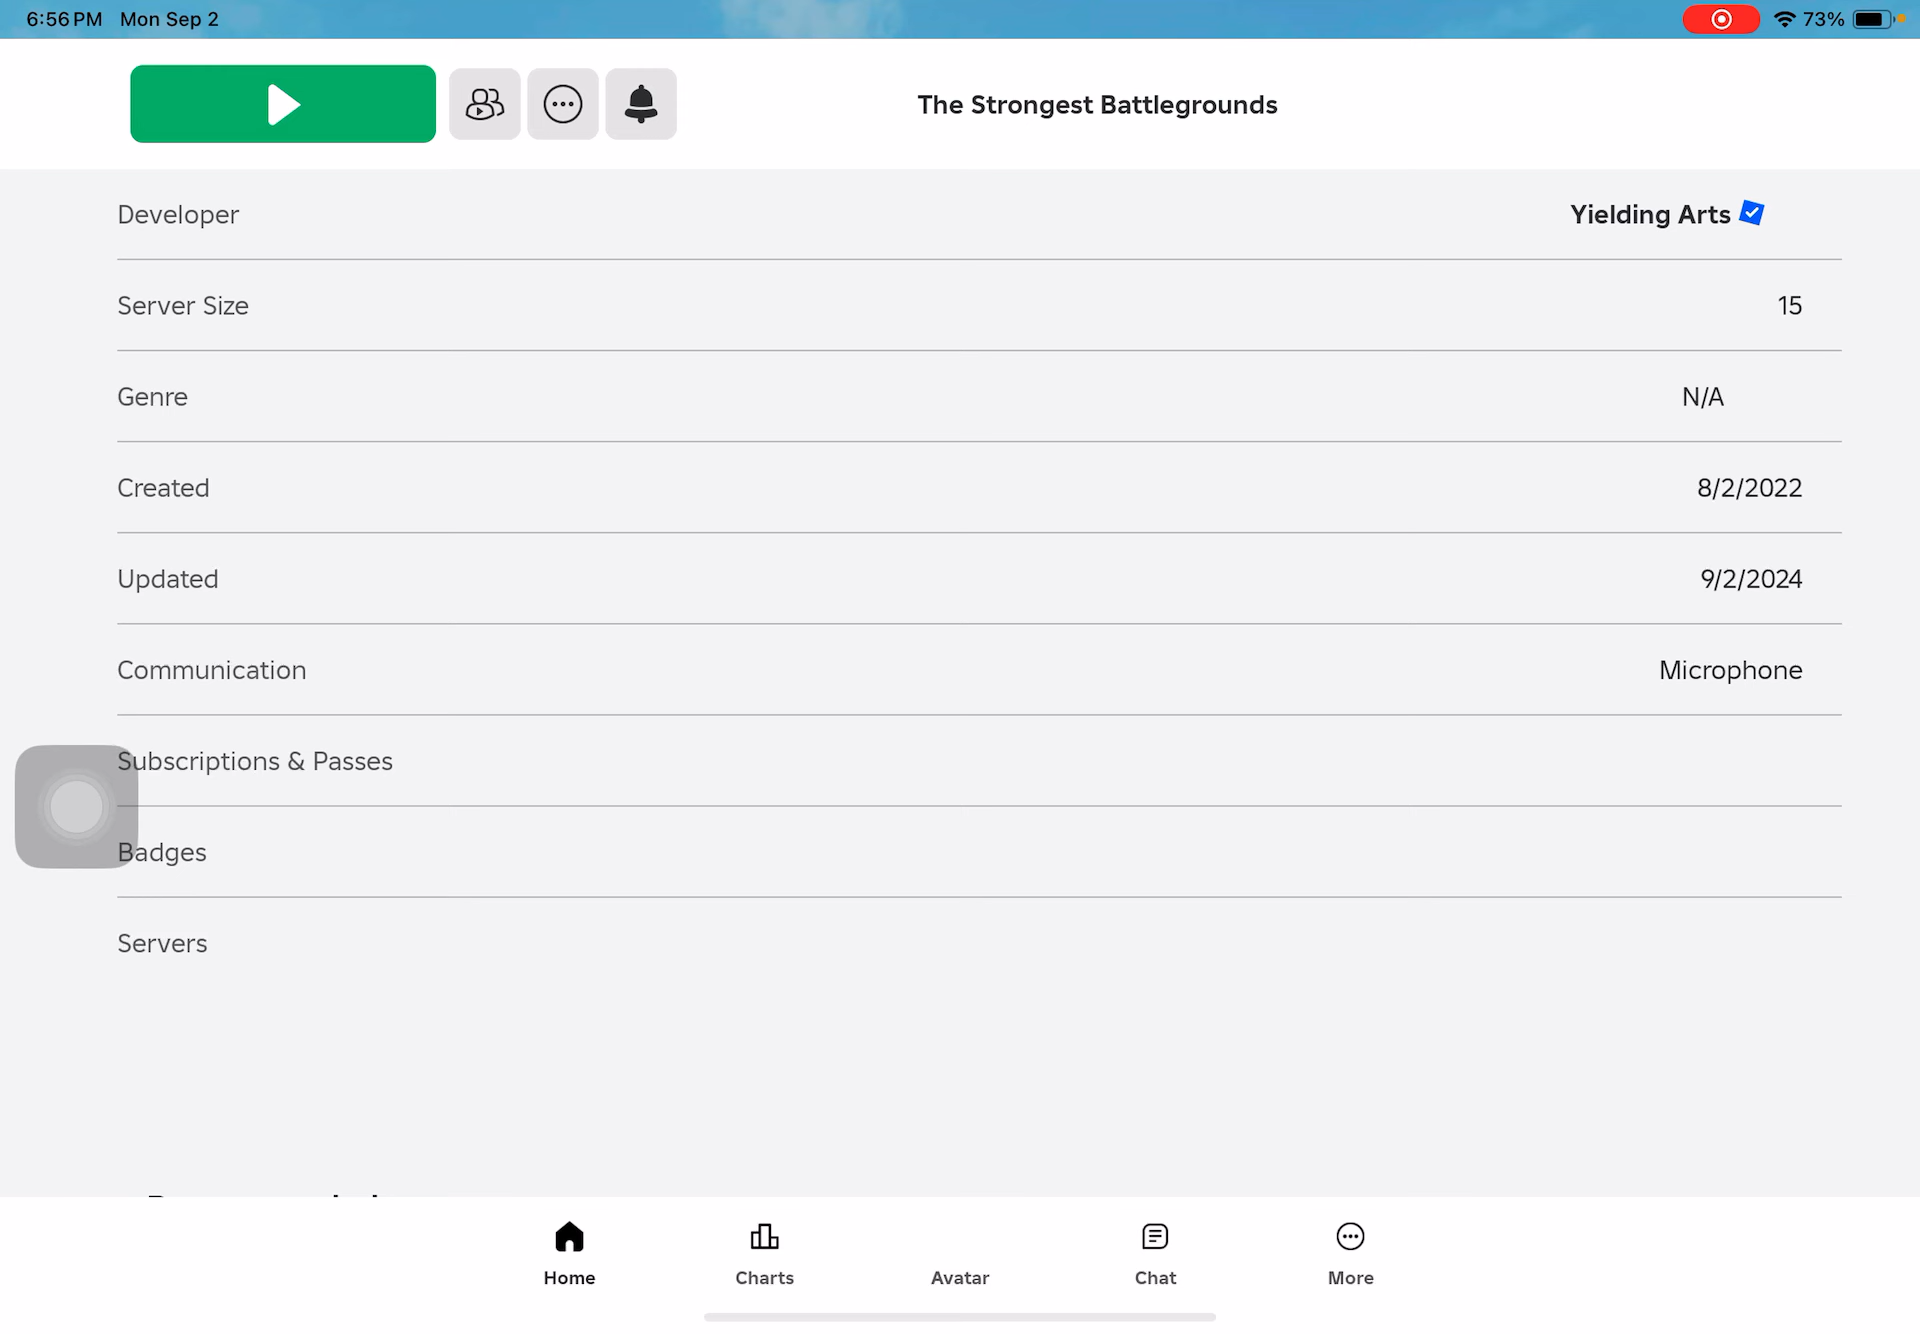 6:56 PM Mon Sep 2
73%
The Strongest Battlegrounds
Developer Yielding Arts
Server Size 15
Genre N/A
Created 8/2/2022
Updated 9/2/2024
Communication Microphone
Subscriptions & Passes
Badges
Servers
Home Charts Avatar Chat More